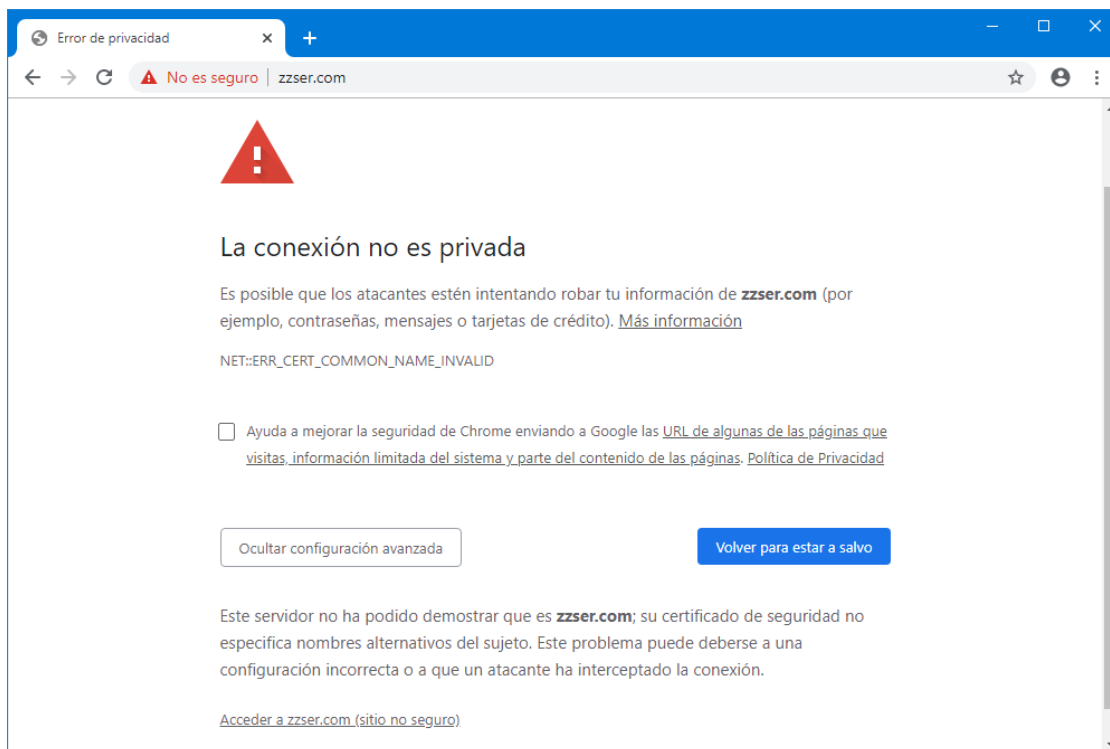 Error de privacidad
No es seguro zzser.com
La conexión no es privada
Es posible que los atacantes estén intentando robar tu información de zzser.com (por
ejemplo, contraseñas, mensajes o tarjetas de crédito). Más información
NET::ERR_CERT_COMMON_NAME_INVALID
Ayuda a mejorar la seguridad de Chrome enviando a Google las URL de algunas de las páginas que
visitas, información limitada del sistema y parte del contenido de las páginas. Política de Privacidad
Ocultar configuración avanzada Volver para estar a salvo
Este servidor no ha podido demostrar que es zzser.com; su certificado de seguridad no
especifica nombres alternativos del sujeto. Este problema puede deberse a una
configuración incorrecta o a que un atacante ha interceptado la conexión.
Acceder a zzser.com (sitio no seguro)